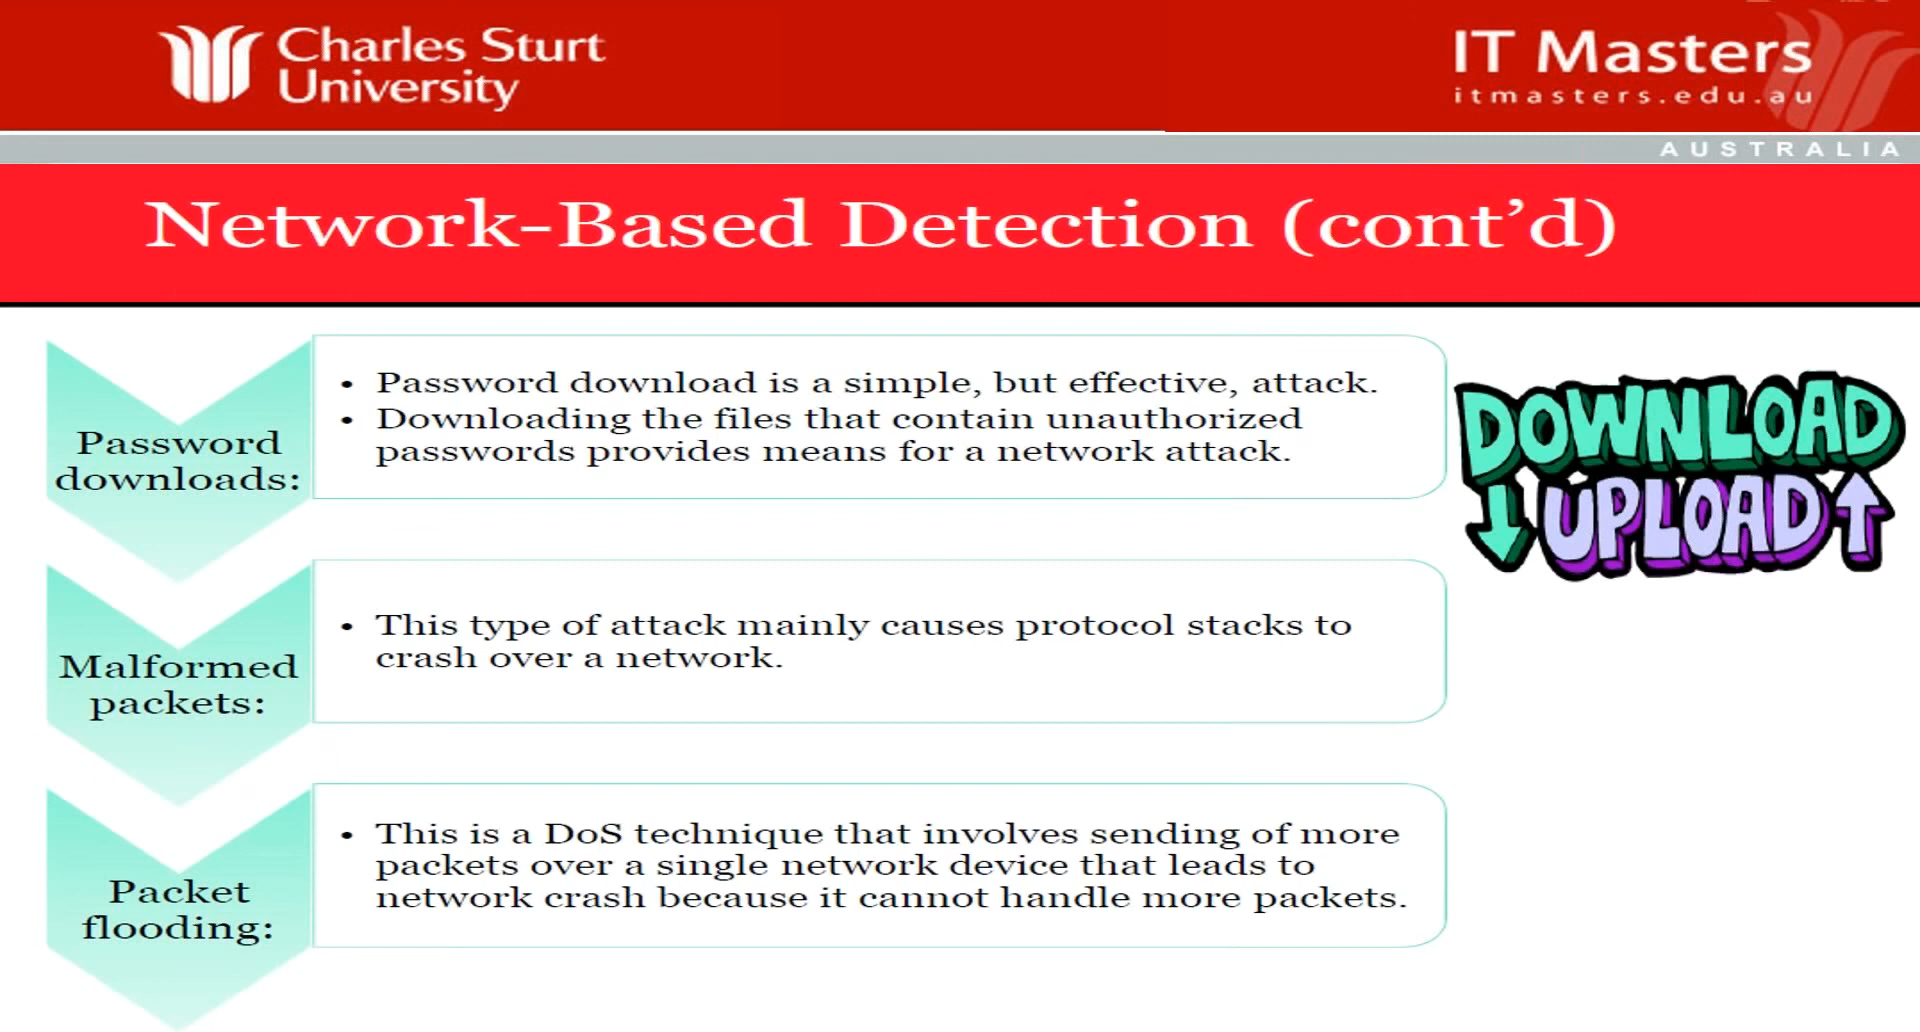 Charles Sturt
University
IT Masters
itmasters.edu.au
AUSTRALIA
Network-Based Detection (cont’d)
Password
downloads:
• Password download is a simple, but effective, attack.
• Downloading the files that contain unauthorized
passwords provides means for a network attack.
DOWNLOAD
UPLOAD
Malformed
packets:
• This type of attack mainly causes protocol stacks to
crash over a network.
Packet
flooding:
• This is a DoS technique that involves sending of more
packets over a single network device that leads to
network crash because it cannot handle more packets.